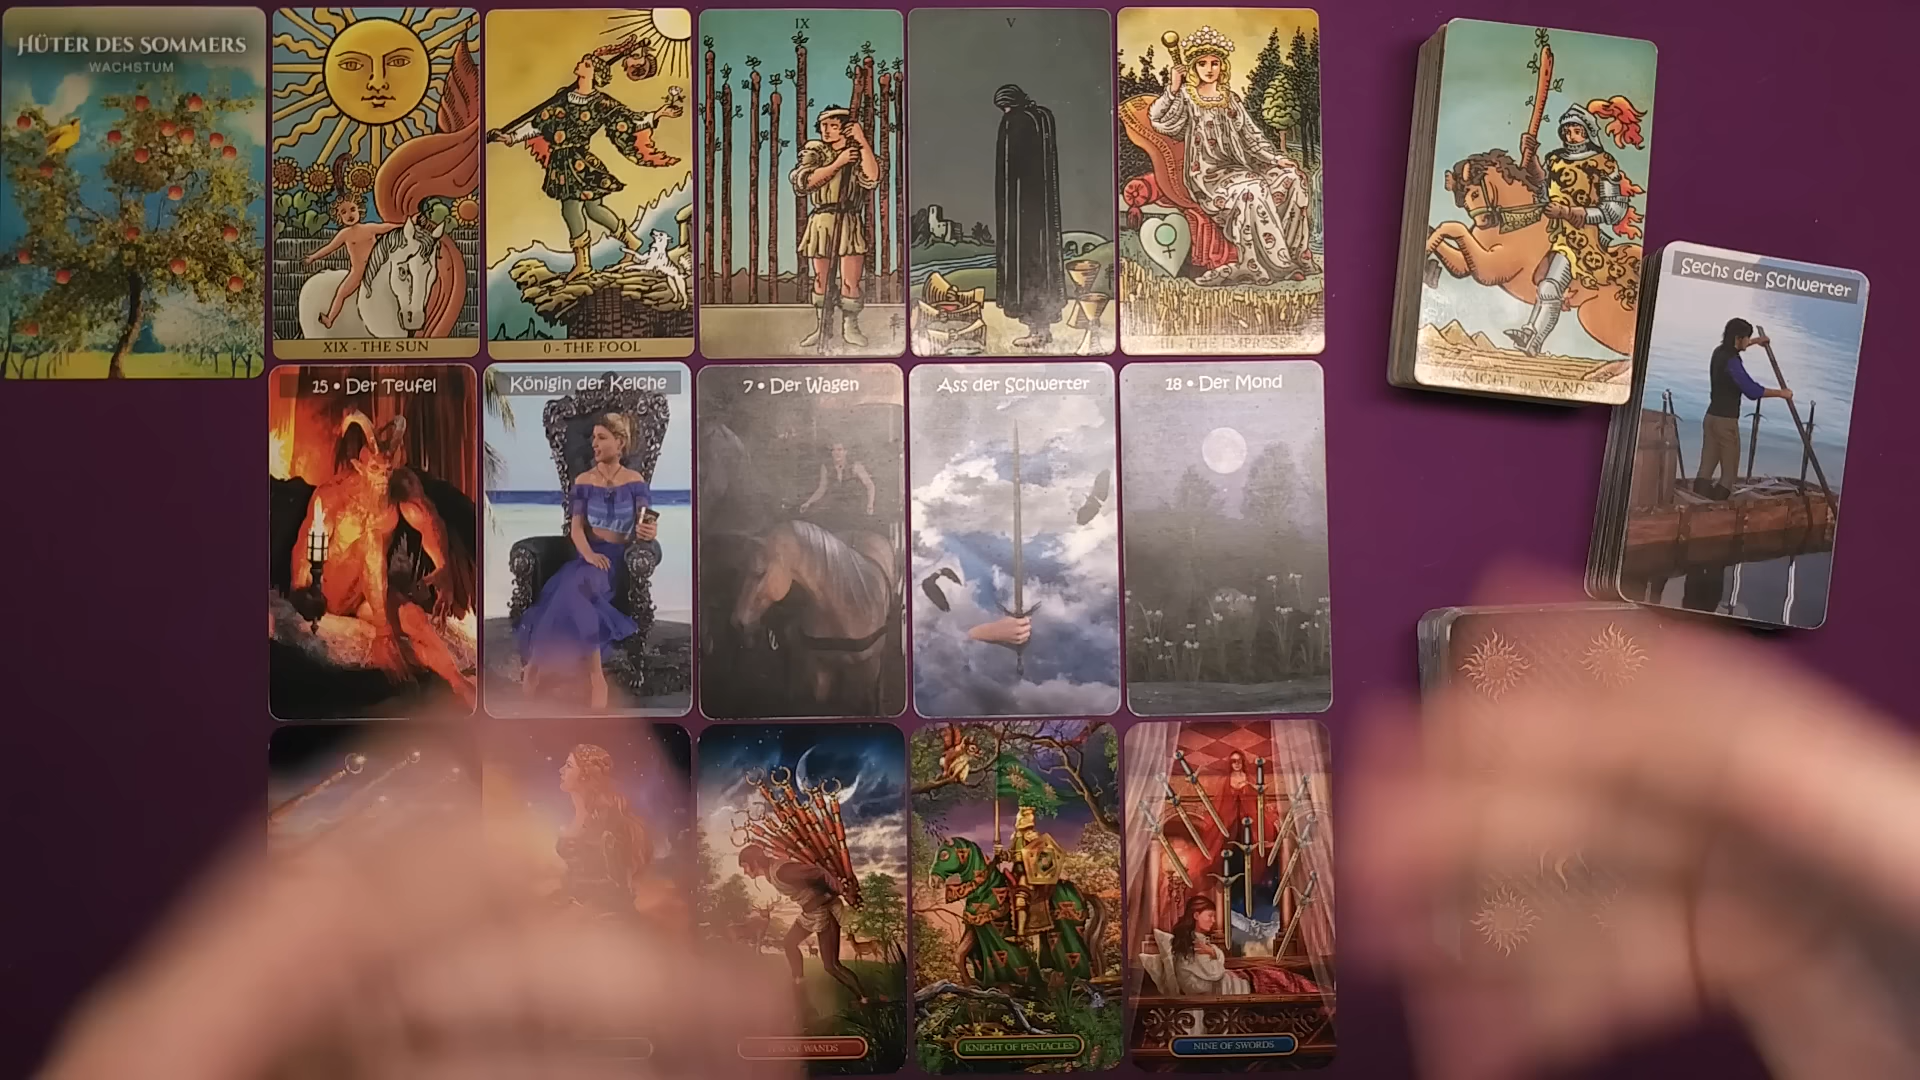 HÜTER DES SOMMERS
WACHSTUM
XIX - THE SUN
0 - THE FOOL
IX
V
III - THE EMPRESS
KNIGHT OF WANDS
Sechs der Schwerter
15 • Der Teufel
Königin der Kelche
7 • Der Wagen
Ass der Schwerter
18 • Der Mond
OF WANDS
KNIGHT OF PENTACLES
NINE OF SWORDS